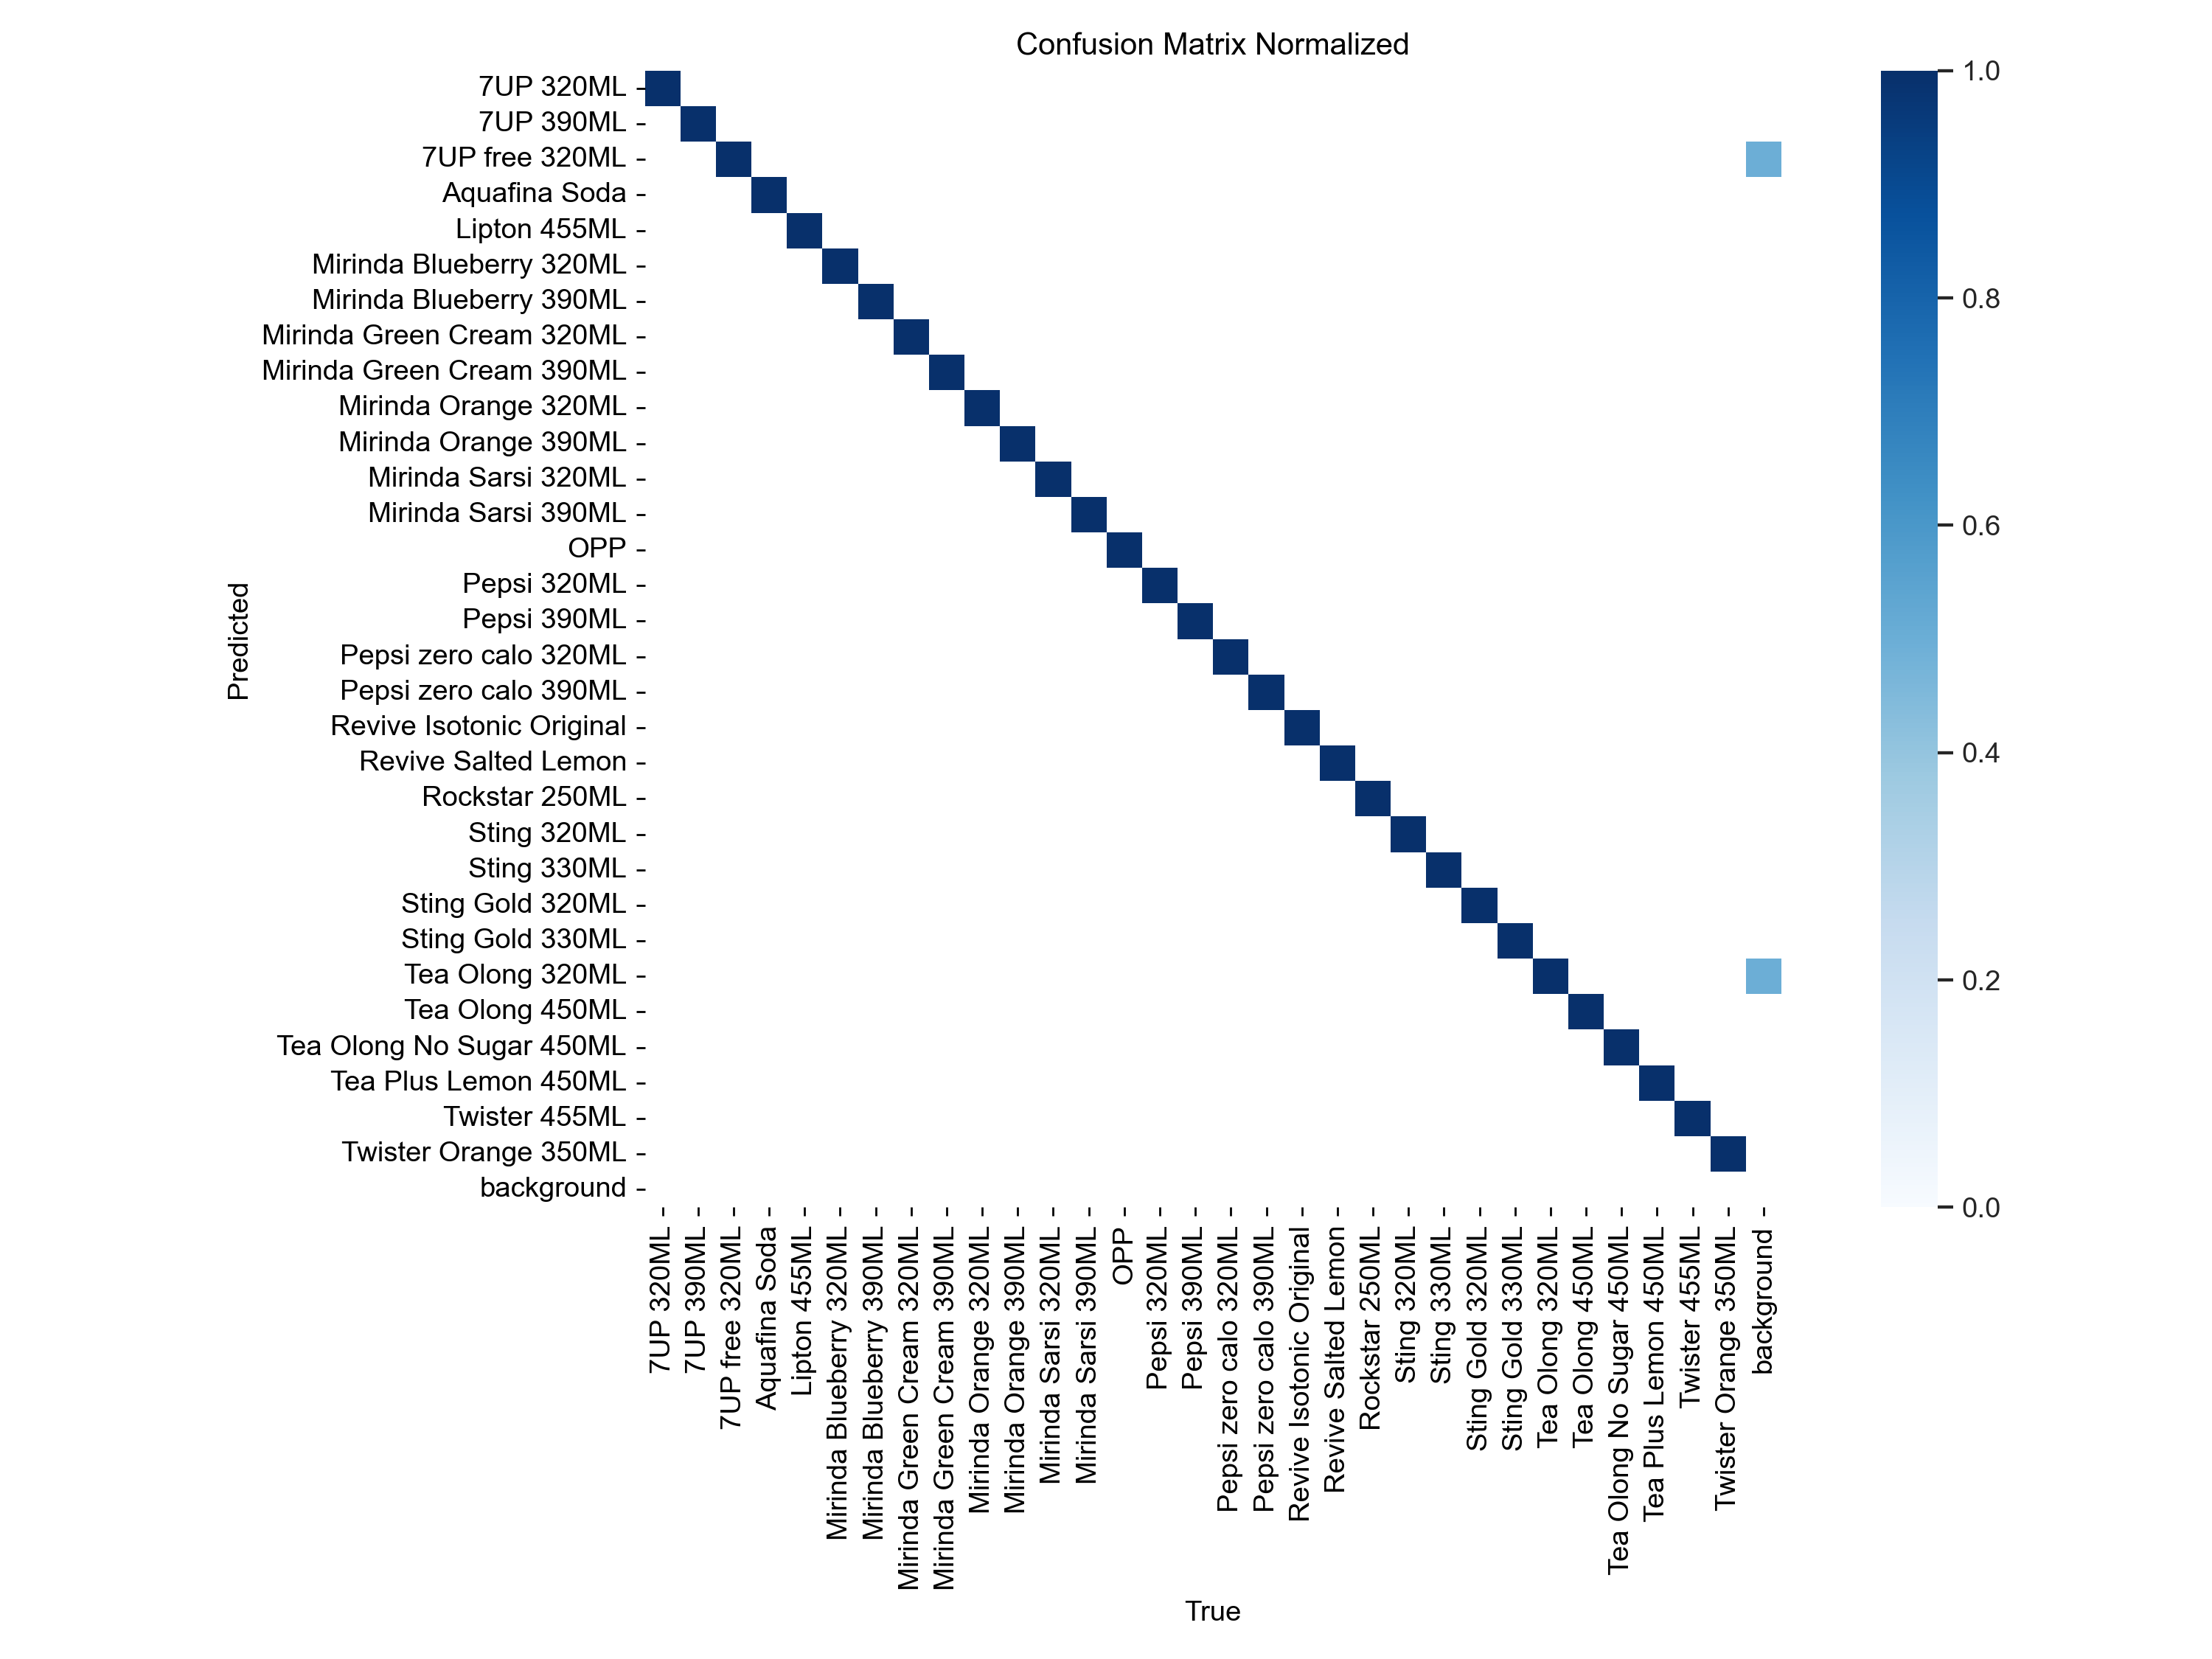 Confusion Matrix Normalized
7UP 320ML
7UP 390ML
7UP free 320ML
Aquafina Soda
Lipton 455ML
Mirinda Blueberry 320ML
Mirinda Blueberry 390ML
Mirinda Green Cream 320ML
Mirinda Green Cream 390ML
Mirinda Orange 320ML
Mirinda Orange 390ML
Mirinda Sarsi 320ML
Mirinda Sarsi 390ML
OPP
Pepsi 320ML
Pepsi 390ML
Pepsi zero calo 320ML
Pepsi zero calo 390ML
Revive Isotonic Original
Revive Salted Lemon
Rockstar 250ML
Sting 320ML
Sting 330ML
Sting Gold 320ML
Sting Gold 330ML
Tea Olong 320ML
Tea Olong 450ML
Tea Olong No Sugar 450ML
Tea Plus Lemon 450ML
Twister 455ML
Twister Orange 350ML
background
Predicted
7UP 320ML
7UP 390ML
7UP free 320ML
Aquafina Soda
Lipton 455ML
Mirinda Blueberry 320ML
Mirinda Blueberry 390ML
Mirinda Green Cream 320ML
Mirinda Green Cream 390ML
Mirinda Orange 320ML
Mirinda Orange 390ML
Mirinda Sarsi 320ML
Mirinda Sarsi 390ML
OPP
Pepsi 320ML
Pepsi 390ML
Pepsi zero calo 320ML
Pepsi zero calo 390ML
Revive Isotonic Original
Revive Salted Lemon
Rockstar 250ML
Sting 320ML
Sting 330ML
Sting Gold 320ML
Sting Gold 330ML
Tea Olong 320ML
Tea Olong 450ML
Tea Olong No Sugar 450ML
Tea Plus Lemon 450ML
Twister 455ML
Twister Orange 350ML
background
True
1.0
0.8
0.6
0.4
0.2
0.0